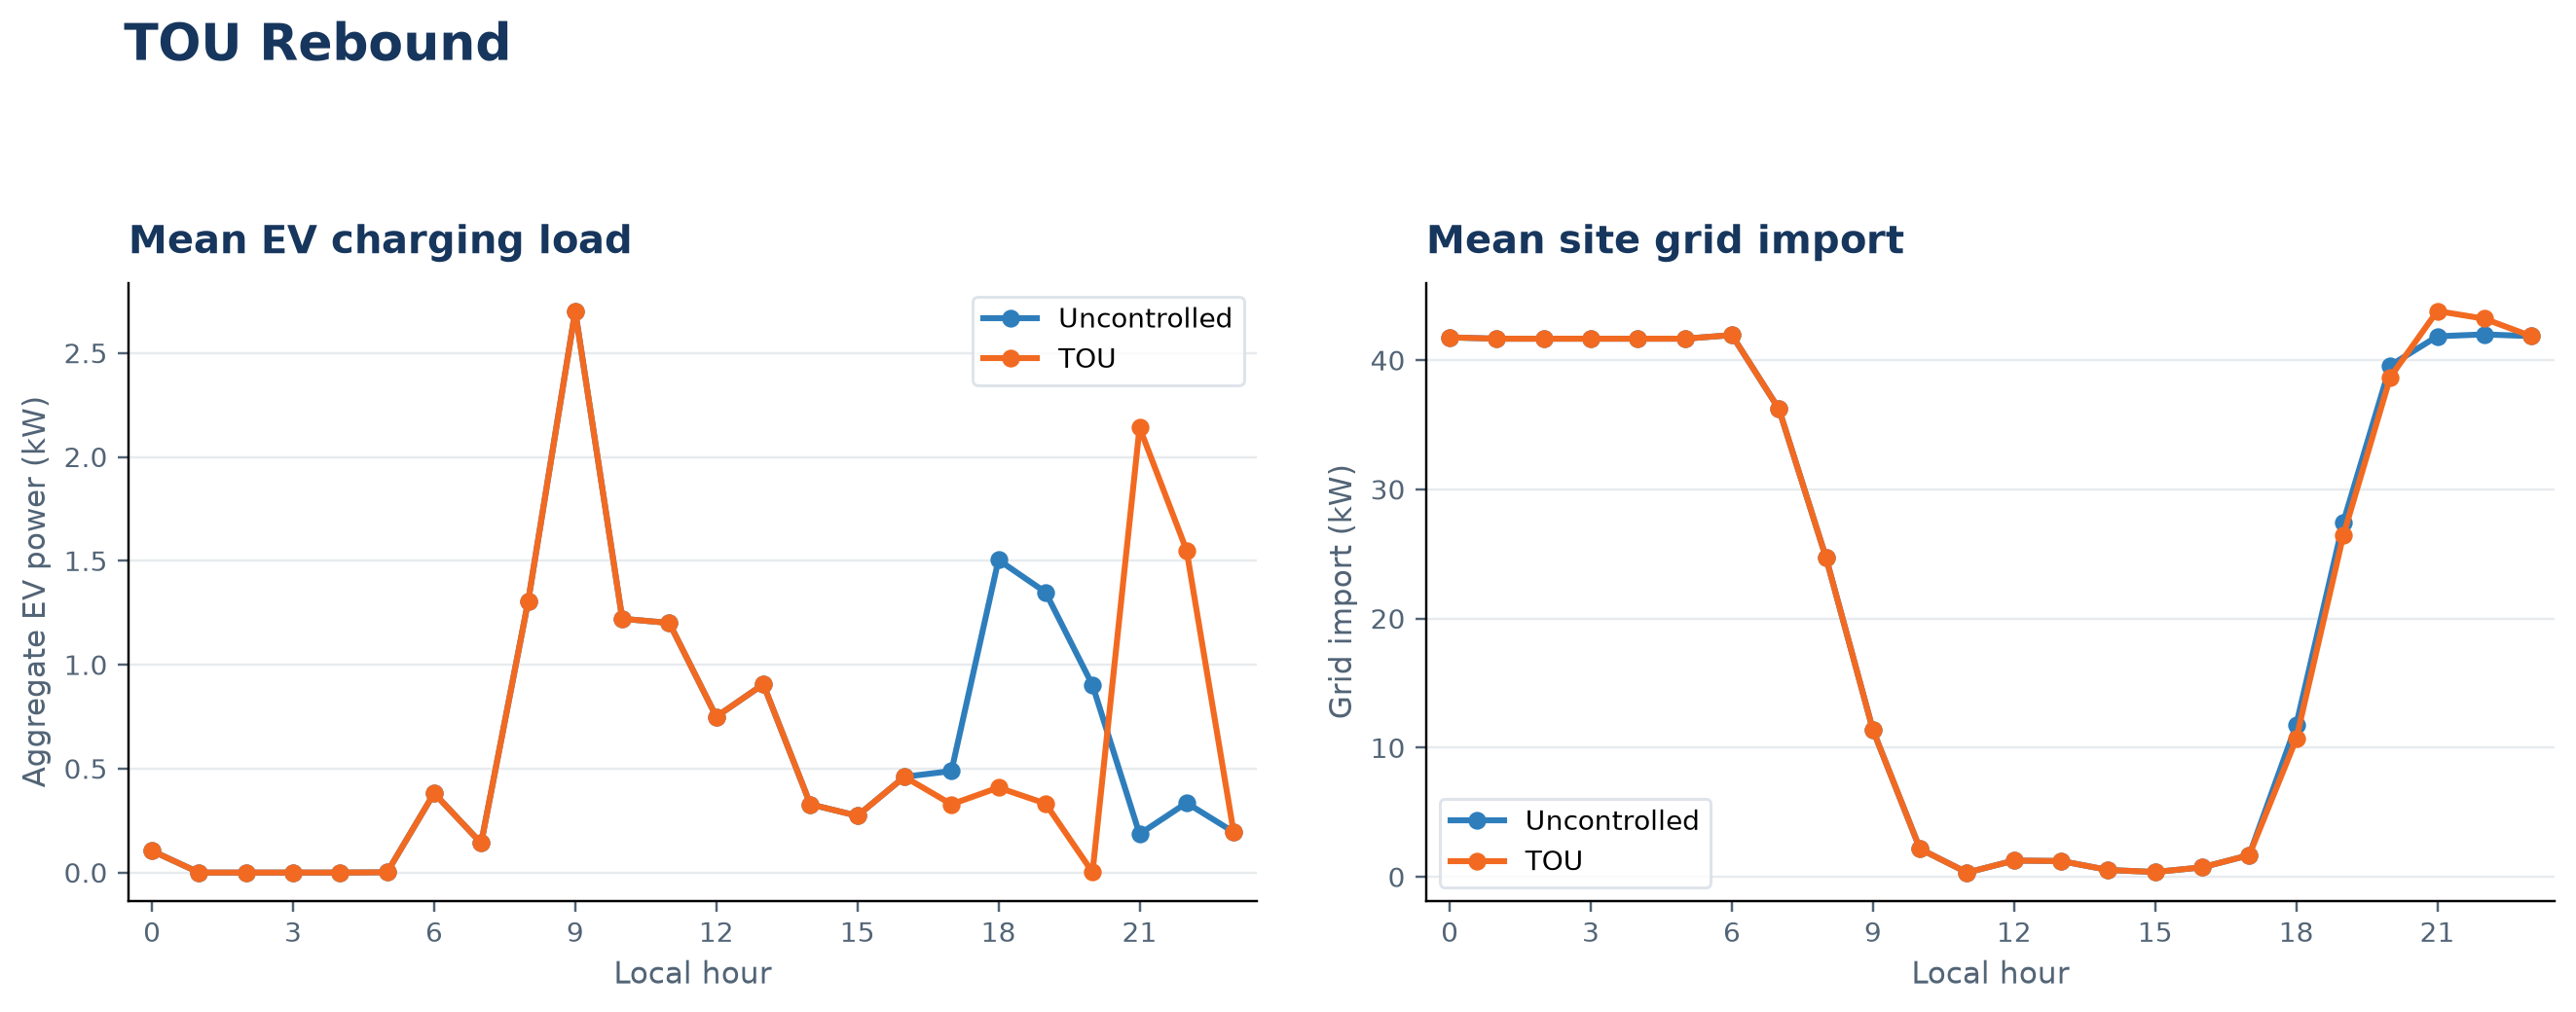 TOU Rebound
Mean EV charging load
Aggregate EV power (kW)
2.5
2.0
1.5
1.0
0.5
0.0
Uncontrolled
TOU
0 3 6 9 12 15 18 21
Local hour
Mean site grid import
Grid import (kW)
40
30
20
10
0
Uncontrolled
TOU
0 3 6 9 12 15 18 21
Local hour